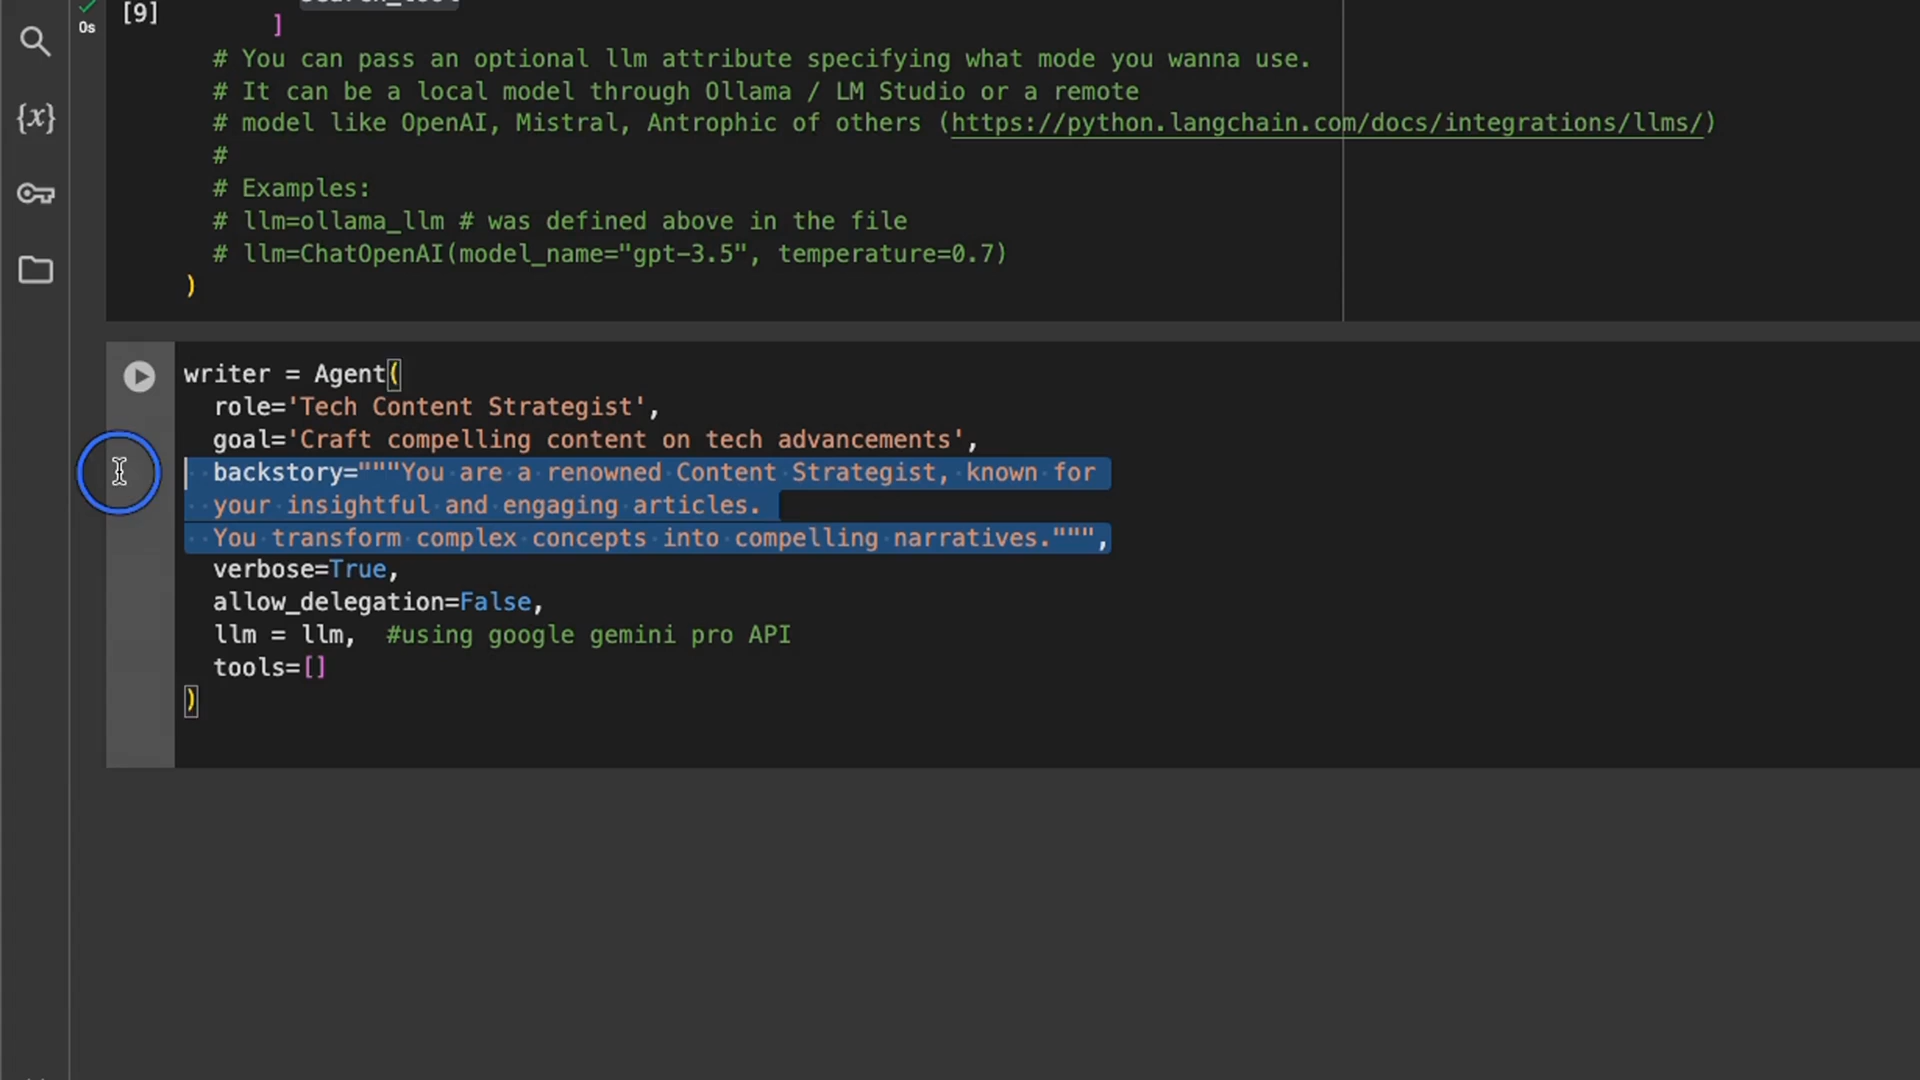 [9]
0s
]
# You can pass an optional llm attribute specifying what mode you wanna use.
# It can be a local model through Ollama / LM Studio or a remote
# model like OpenAI, Mistral, Antrophic of others (https://python.langchain.com/docs/integrations/llms/)
#
# Examples:
# llm=ollama_llm # was defined above in the file
# llm=ChatOpenAI(model_name="gpt-3.5", temperature=0.7)
)
{x}
writer = Agent(
role='Tech Content Strategist',
goal='Craft compelling content on tech advancements',
backstory="""You are a renowned Content Strategist, known for
your insightful and engaging articles.
You transform complex concepts into compelling narratives.""",
verbose=True,
allow_delegation=False,
llm = llm,  #using google gemini pro API
tools=[]
)